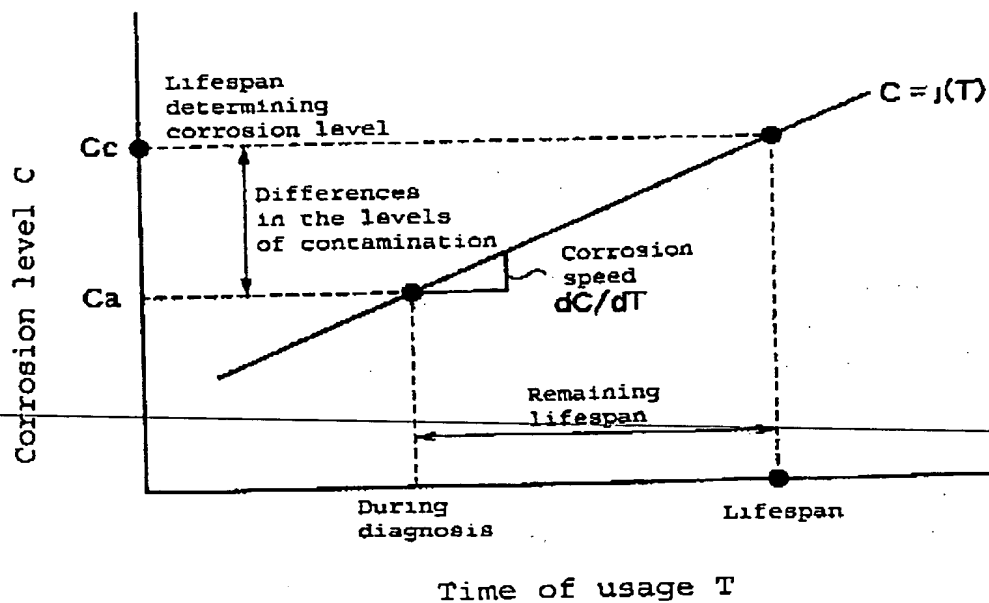 Lifespan
determining
corrosion level
C = ȷ(T)
Cc
Differences
in the levels
of contamination
Corrosion
speed
dC/dT
Ca
Corrosion level C
Remaining
lifespan
During
diagnosis
Lifespan
Time of usage T